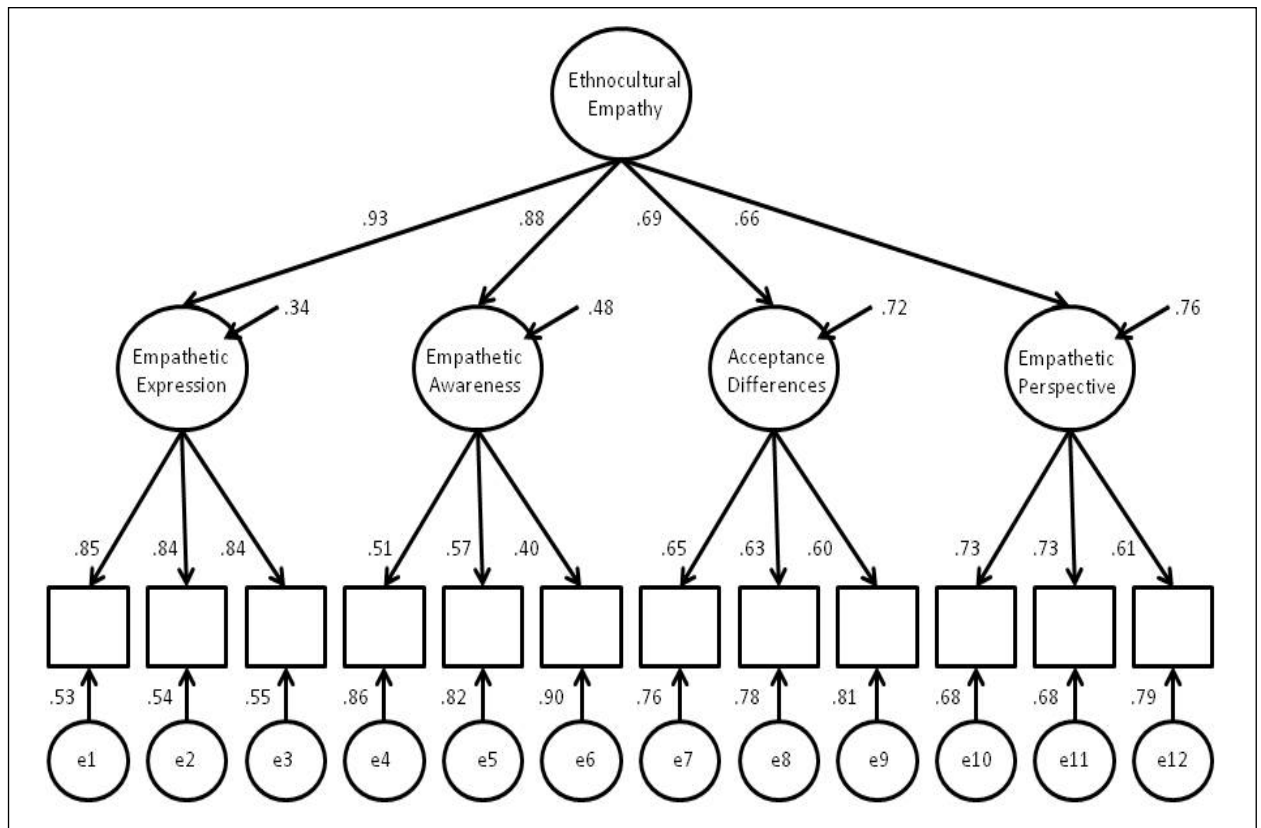 Ethnocultural
Empathy
.93
.88
.69
.66
.34
.48
.72
.76
Empathetic
Expression
Empathetic
Awareness
Acceptance
Differences
Empathetic
Perspective
.85
.84
.84
.51
.57
.40
.65
.63
.60
.73
.73
.61
.53
.54
.55
.86
.82
.90
.76
.78
.81
.68
.68
.79
e1
e2
e3
e4
e5
e6
e7
e8
e9
e10
e11
e12